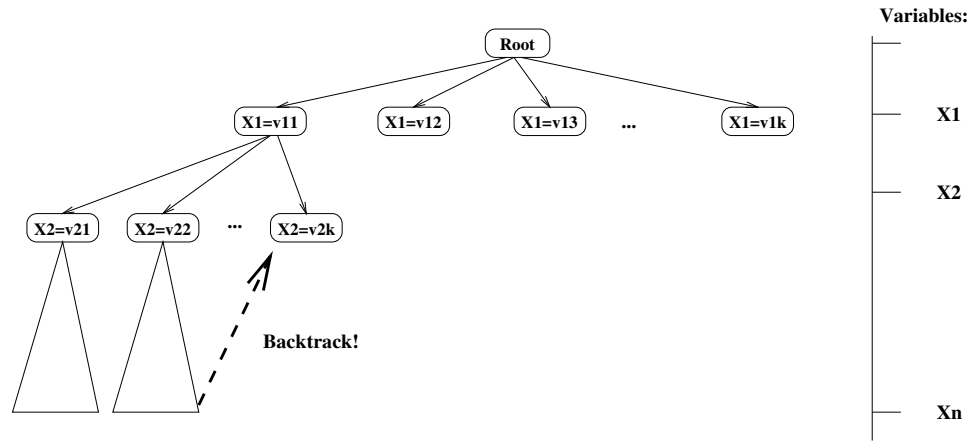 Variables:
Root
X1=v11
X1=v12
X1=v13
...
X1=v1k
X1
X2
X2=v21
X2=v22
...
X2=v2k
Backtrack!
Xn